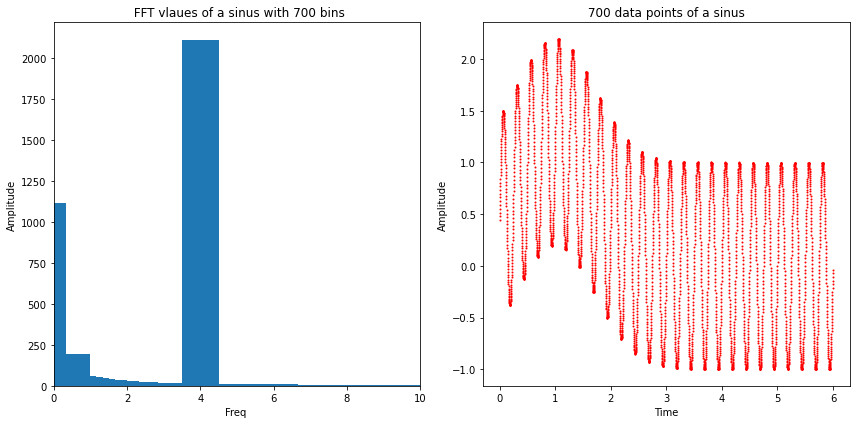 FFT vlaues of a sinus with 700 bins
2000
1750
1500
1250
1000
750
500
250
0
Amplitude
0 2 4 6 8 10
Freq
700 data points of a sinus
2.0
1.5
1.0
0.5
0.0
−0.5
−1.0
Amplitude
0 1 2 3 4 5 6
Time